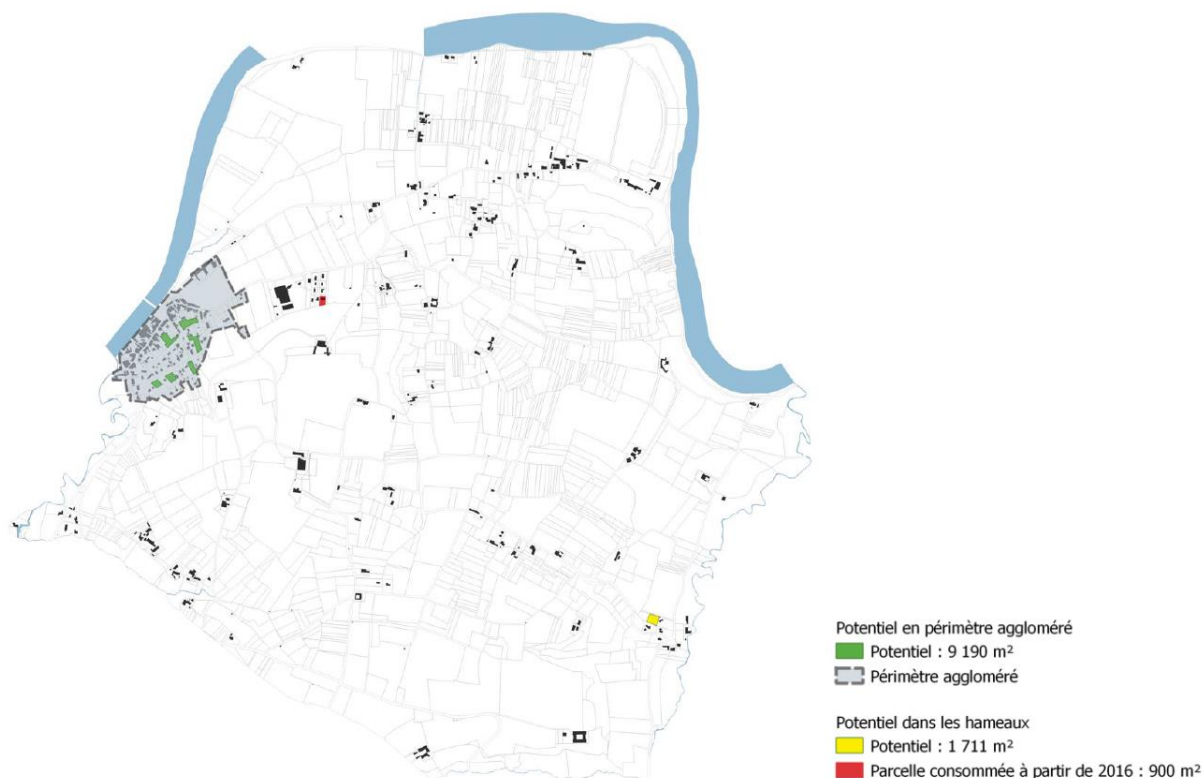 Potentiel en périmètre aggloméré
Potentiel : 9 190 m²
Périmètre aggloméré
Potentiel dans les hameaux
Potentiel : 1 711 m²
Parcelle consommée à partir de 2016 : 900 m²